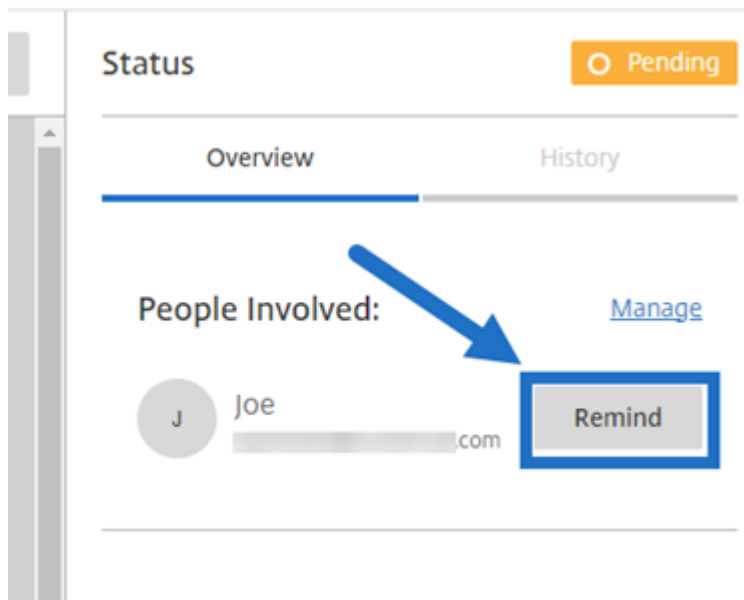 Status
Pending
Overview
History
People Involved:
Manage
J
Joe
.com
Remind